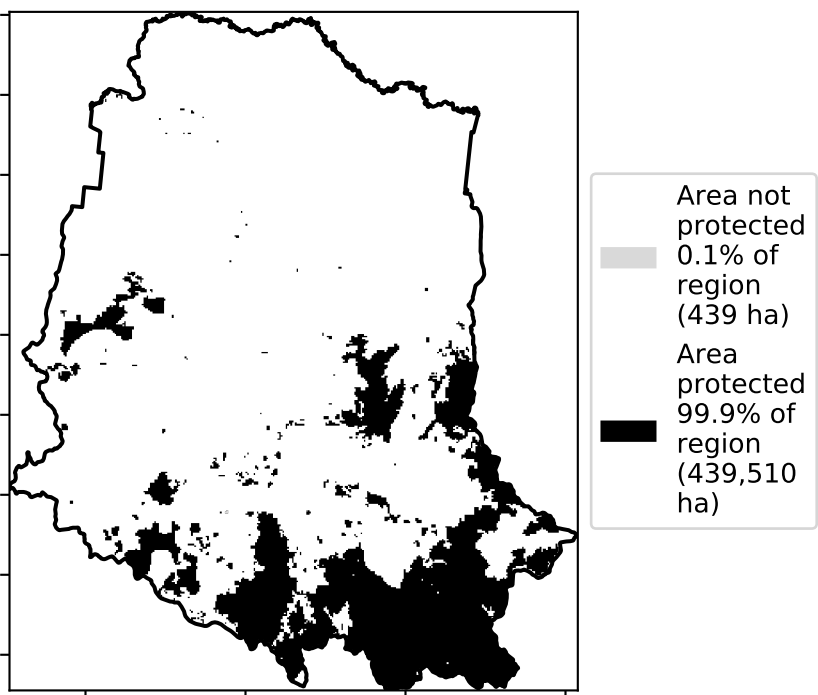 Area not
protected
0.1% of
region
(439 ha)
Area
protected
99.9% of
region
(439,510
ha)